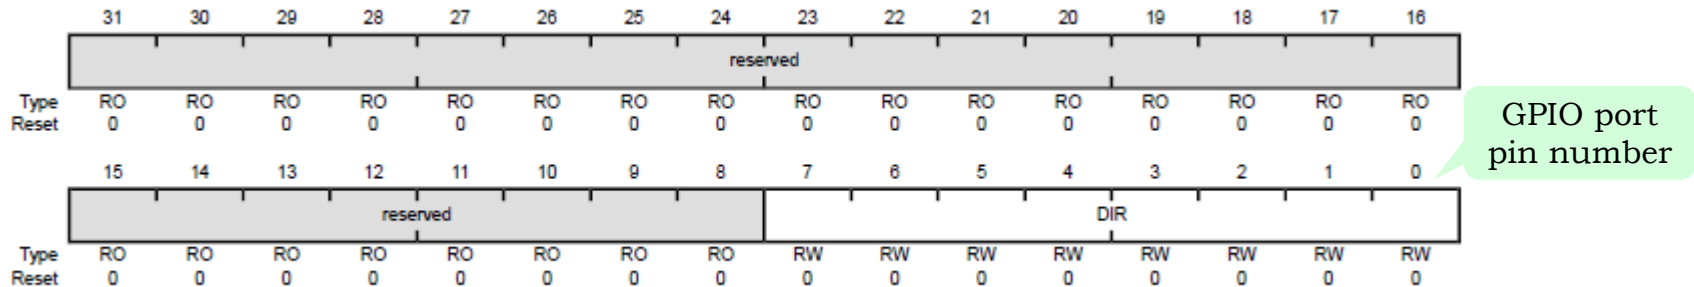 31 30 29 28 27 26 25 24 23 22 21 20 19 18 17 16
reserved
Type RO RO RO RO RO RO RO RO RO RO RO RO RO RO RO RO
Reset 0 0 0 0 0 0 0 0 0 0 0 0 0 0 0 0
GPIO port
pin number
15 14 13 12 11 10 9 8 7 6 5 4 3 2 1 0
reserved DIR
Type RO RO RO RO RO RO RO RO RW RW RW RW RW RW RW RW
Reset 0 0 0 0 0 0 0 0 0 0 0 0 0 0 0 0